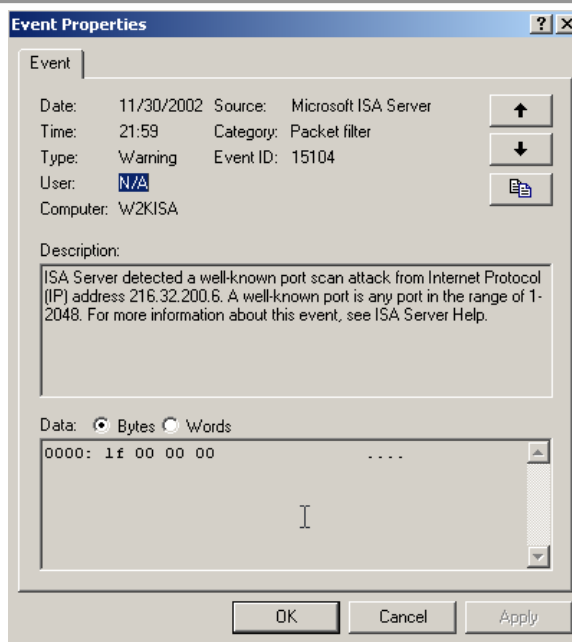 Event Properties
Event
Date: 11/30/2002 Source: Microsoft ISA Server
Time: 21:59 Category: Packet filter
Type: Warning Event ID: 15104
User: N/A
Computer: W2KISA
Description:
ISA Server detected a well-known port scan attack from Internet Protocol
(IP) address 216.32.200.6. A well-known port is any port in the range of 1-
2048. For more information about this event, see ISA Server Help.
Data: Bytes Words
0000: 1f 00 00 00 ....
OK Cancel Apply